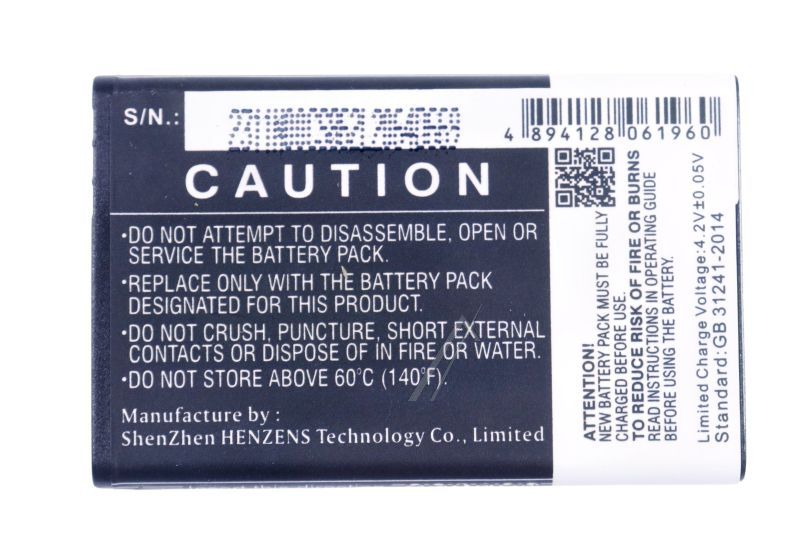 S/N.:
4 894128 061960
CAUTION
•DO NOT ATTEMPT TO DISASSEMBLE, OPEN OR
SERVICE THE BATTERY PACK.
•REPLACE ONLY WITH THE BATTERY PACK
DESIGNATED FOR THIS PRODUCT.
•DO NOT CRUSH, PUNCTURE, SHORT EXTERNAL
CONTACTS OR DISPOSE OF IN FIRE OR WATER.
•DO NOT STORE ABOVE 60°C (140°F).
Manufacture by :
ShenZhen HENZENS Technology Co., Limited
ATTENTION!
NEW BATTERY PACK MUST BE FULLY
CHARGED BEFORE USE.
TO REDUCE RISK OF FIRE OR BURNS
READ INSTRUCTIONS IN OPERATING GUIDE
BEFORE USING THE BATTERY.
Limited Charge Voltage:4.2V±0.05V
Standard:GB 31241-2014